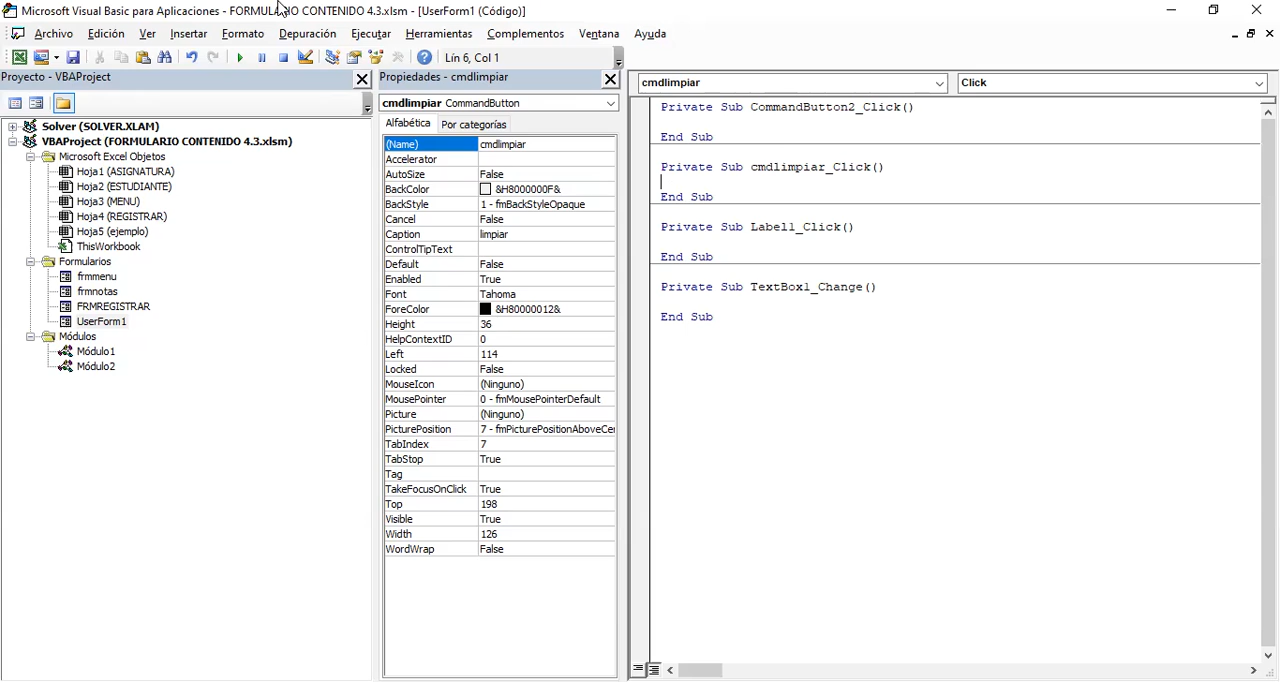 Microsoft Visual Basic para Aplicaciones - FORMULARIO CONTENIDO 4.3.xlsm - [UserForm1 (Código)]
Archivo Edición Ver Insertar Formato Depuración Ejecutar Herramientas Complementos Ventana Ayuda
Lín 6, Col 1
Proyecto - VBAProject
Solver (SOLVER.XLAM)
VBAProject (FORMULARIO CONTENIDO 4.3.xlsm)
Microsoft Excel Objetos
Hoja1 (ASIGNATURA)
Hoja2 (ESTUDIANTE)
Hoja3 (MENU)
Hoja4 (REGISTRAR)
Hoja5 (ejemplo)
ThisWorkbook
Formularios
frmmenu
frmnotas
FRMREGISTRAR
UserForm1
Módulos
Módulo1
Módulo2
Propiedades - cmdlimpiar
cmdlimpiar CommandButton
Alfabética Por categorías
(Name) cmdlimpiar
Accelerator
AutoSize False
BackColor &H8000000F&
BackStyle 1 - fmBackStyleOpaque
Cancel False
Caption limpiar
ControlTipText
Default False
Enabled True
Font Tahoma
ForeColor &H80000012&
Height 36
HelpContextID 0
Left 114
Locked False
MouseIcon (Ninguno)
MousePointer 0 - fmMousePointerDefault
Picture (Ninguno)
PicturePosition 7 - fmPicturePositionAboveCer
TabIndex 7
TabStop True
Tag
TakeFocusOnClick True
Top 198
Visible True
Width 126
WordWrap False
cmdlimpiar Click
Private Sub CommandButton2_Click()
End Sub
Private Sub cmdlimpiar_Click()
End Sub
Private Sub Label1_Click()
End Sub
Private Sub TextBox1_Change()
End Sub